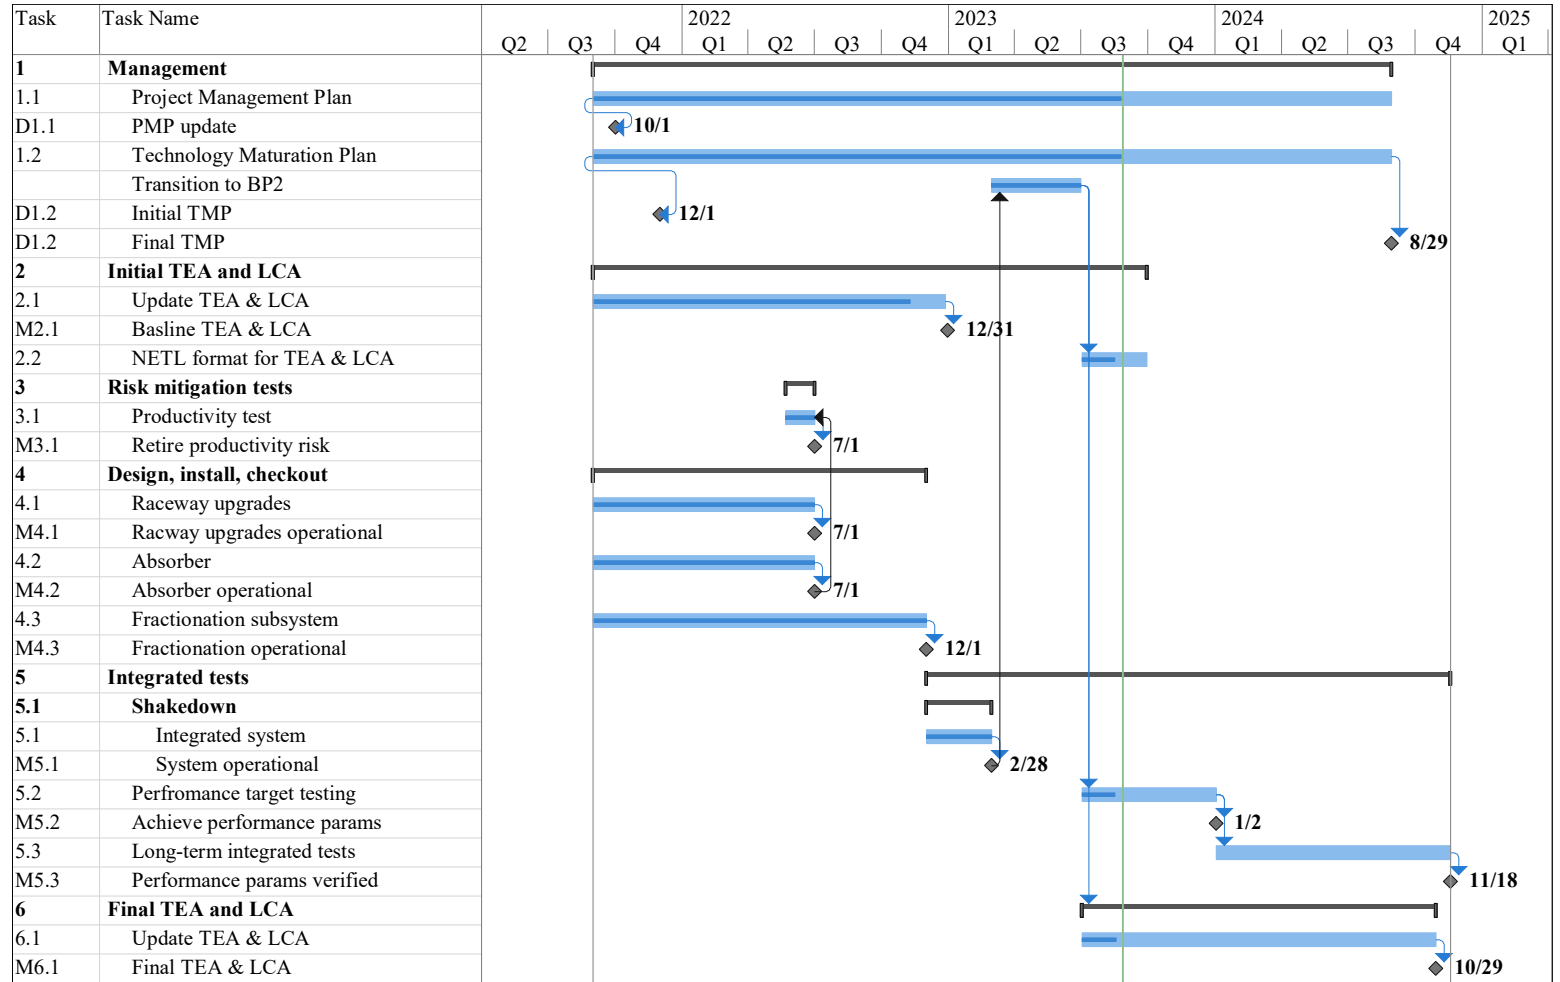 Task Task Name 2022 2023 2024 2025
Q2 Q3 Q4 Q1 Q2 Q3 Q4 Q1 Q2 Q3 Q4 Q1 Q2 Q3 Q4 Q1
1 Management
1.1 Project Management Plan
D1.1 PMP update 10/1
1.2 Technology Maturation Plan
Transition to BP2
D1.2 Initial TMP 12/1
D1.2 Final TMP 8/29
2 Initial TEA and LCA
2.1 Update TEA & LCA
M2.1 Basline TEA & LCA 12/31
2.2 NETL format for TEA & LCA
3 Risk mitigation tests
3.1 Productivity test
M3.1 Retire productivity risk 7/1
4 Design, install, checkout
4.1 Raceway upgrades
M4.1 Racway upgrades operational 7/1
4.2 Absorber
M4.2 Absorber operational 7/1
4.3 Fractionation subsystem
M4.3 Fractionation operational 12/1
5 Integrated tests
5.1 Shakedown
5.1 Integrated system
M5.1 System operational 2/28
5.2 Perfromance target testing
M5.2 Achieve performance params 1/2
5.3 Long-term integrated tests
M5.3 Performance params verified 11/18
6 Final TEA and LCA
6.1 Update TEA & LCA
M6.1 Final TEA & LCA 10/29